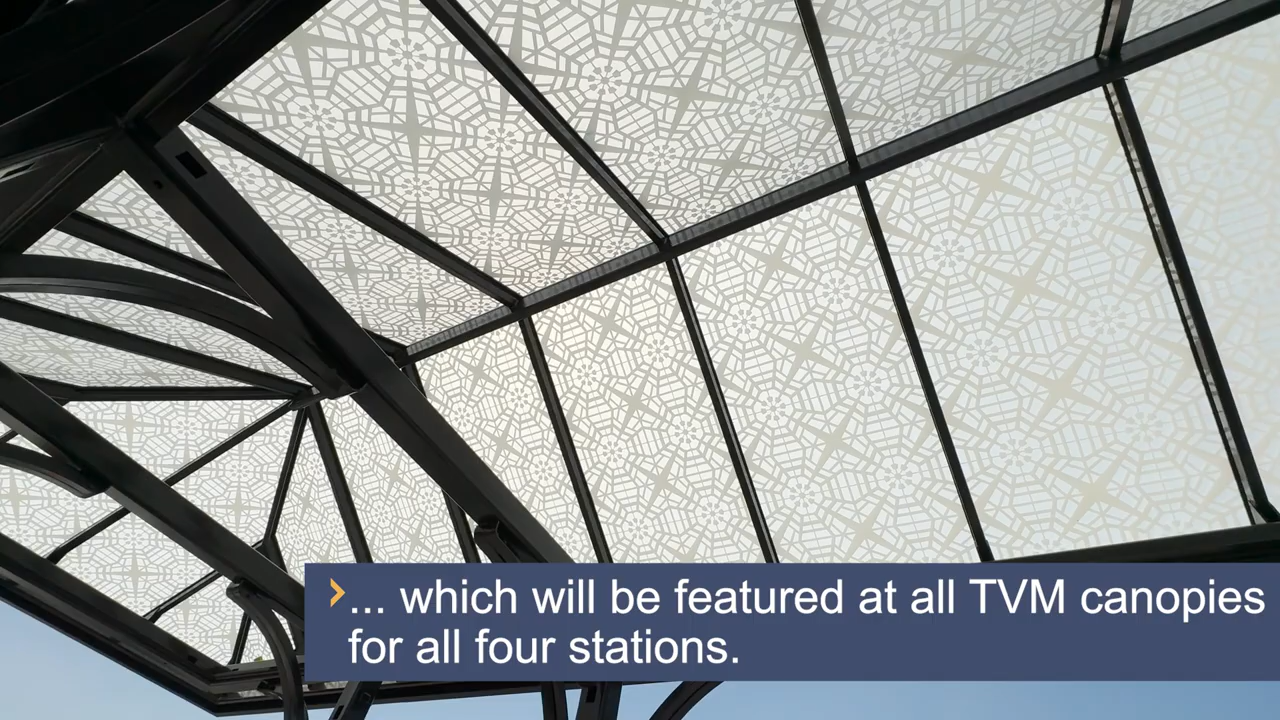 ... which will be featured at all TVM canopies
for all four stations.